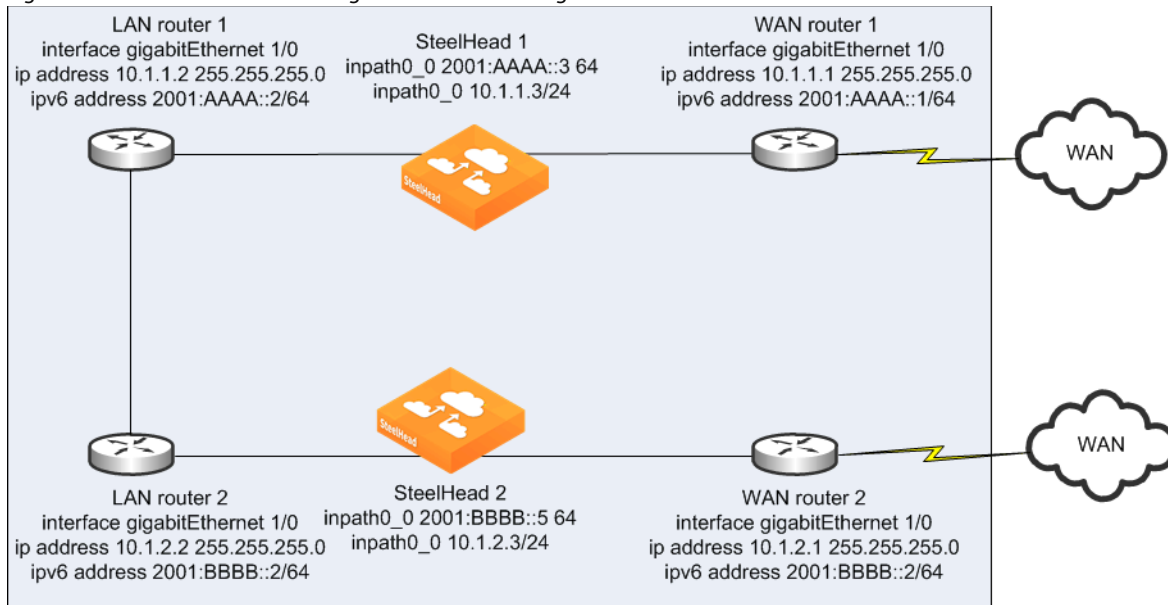 LAN router 1
interface gigabitEthernet 1/0
ip address 10.1.1.2 255.255.255.0
ipv6 address 2001:AAAA::2/64
SteelHead 1
inpath0_0 2001:AAAA::3 64
inpath0_0 10.1.1.3/24
WAN router 1
interface gigabitEthernet 1/0
ip address 10.1.1.1 255.255.255.0
ipv6 address 2001:AAAA::1/64
SteelHead
WAN
SteelHead
WAN
LAN router 2
interface gigabitEthernet 1/0
ip address 10.1.2.2 255.255.255.0
ipv6 address 2001:BBBB::2/64
SteelHead 2
inpath0_0 2001:BBBB::5 64
inpath0_0 10.1.2.3/24
WAN router 2
interface gigabitEthernet 1/0
ip address 10.1.2.1 255.255.255.0
ipv6 address 2001:BBBB::2/64